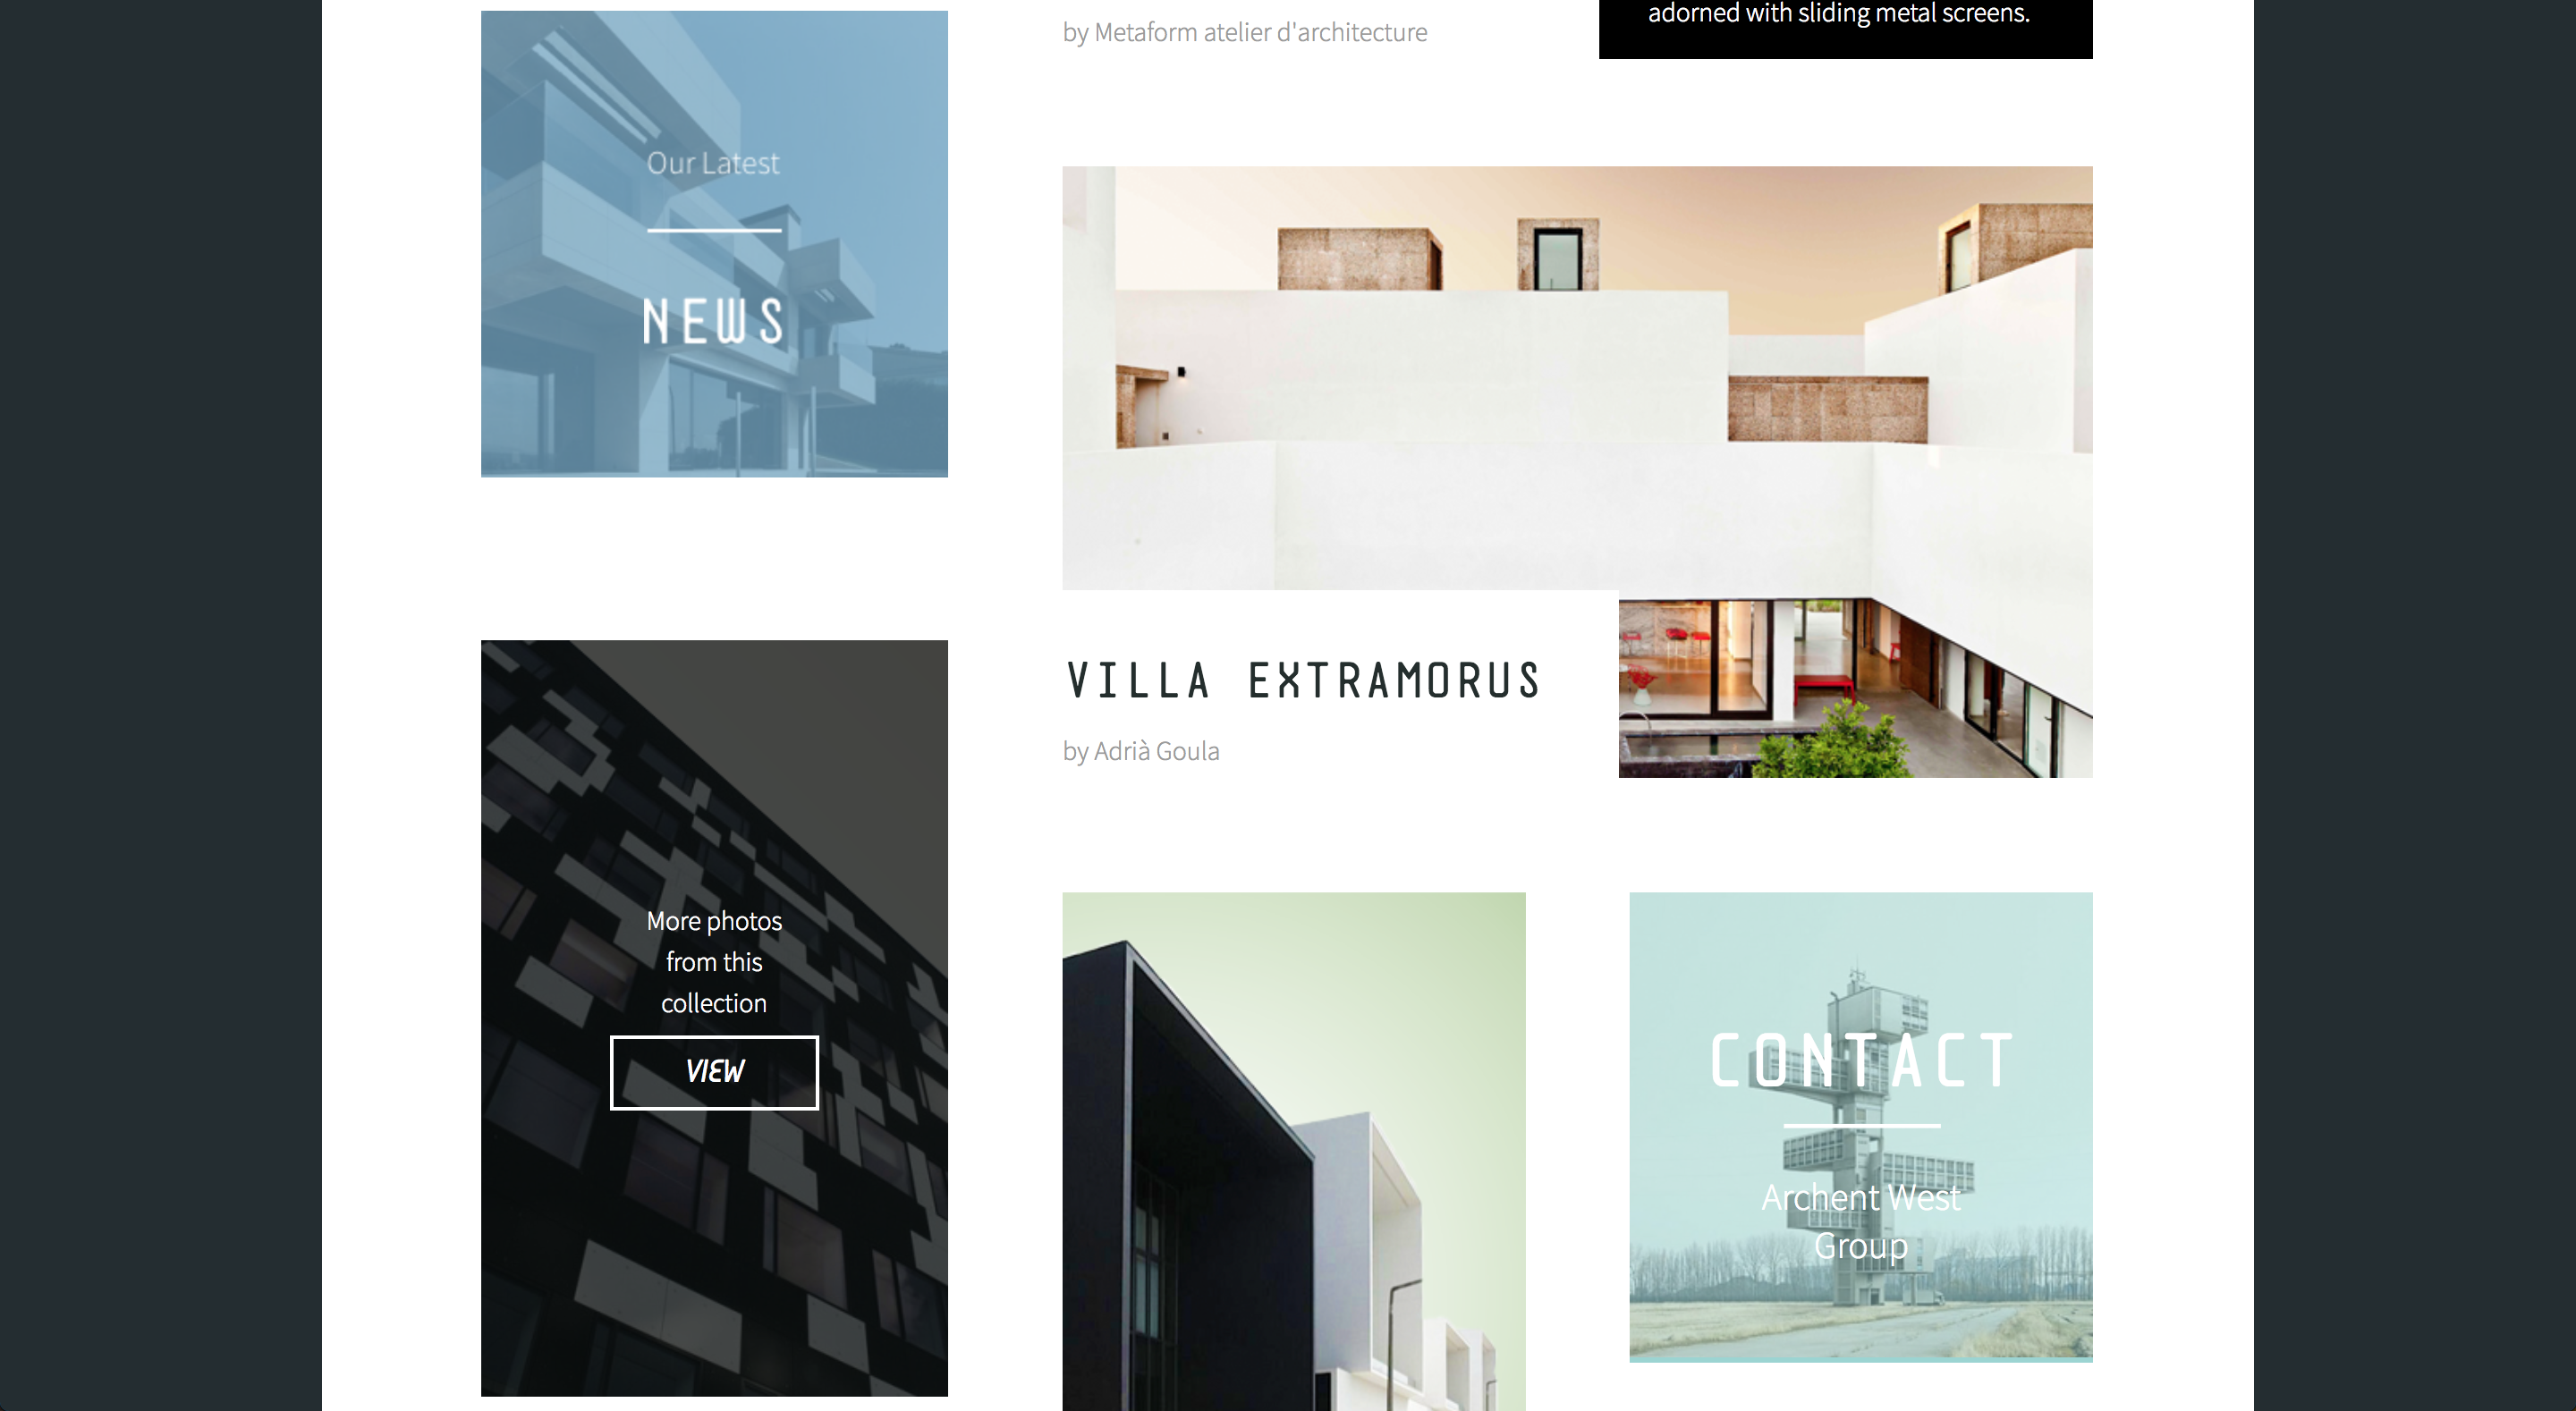 by Metaform atelier d'architecture
adorned with sliding metal screens.
Our Latest
NEWS
VILLA EXTRAMORUS
by Adrià Goula
More photos
from this
collection
VIEW
CONTACT
Archent West
Group